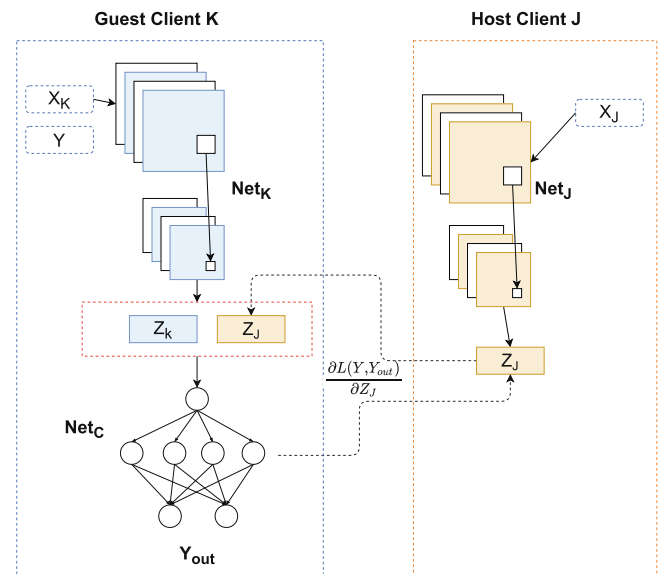 Guest Client K
Host Client J
X_K
Y
X_J
Net_K
Net_J
Z_k
Z_J
Z_J
∂L(Y,Y_out)
∂Z_J
Net_C
Y_out